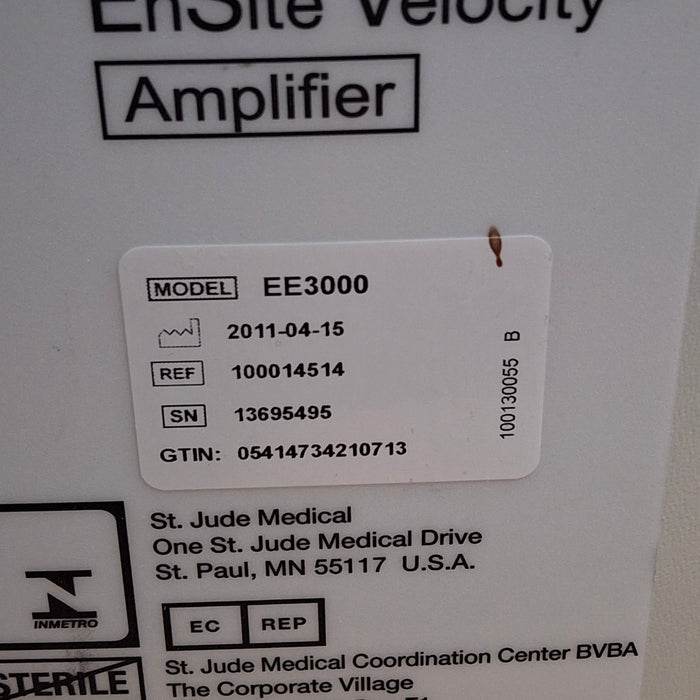 EnSite Velocity
Amplifier
MODEL EE3000
2011-04-15
REF 100014514
SN 13695495
GTIN: 05414734210713
100130055 B
St. Jude Medical
One St. Jude Medical Drive
St. Paul, MN 55117 U.S.A.
INMETRO
EC REP
STERILE
St. Jude Medical Coordination Center BVBA
The Corporate Village